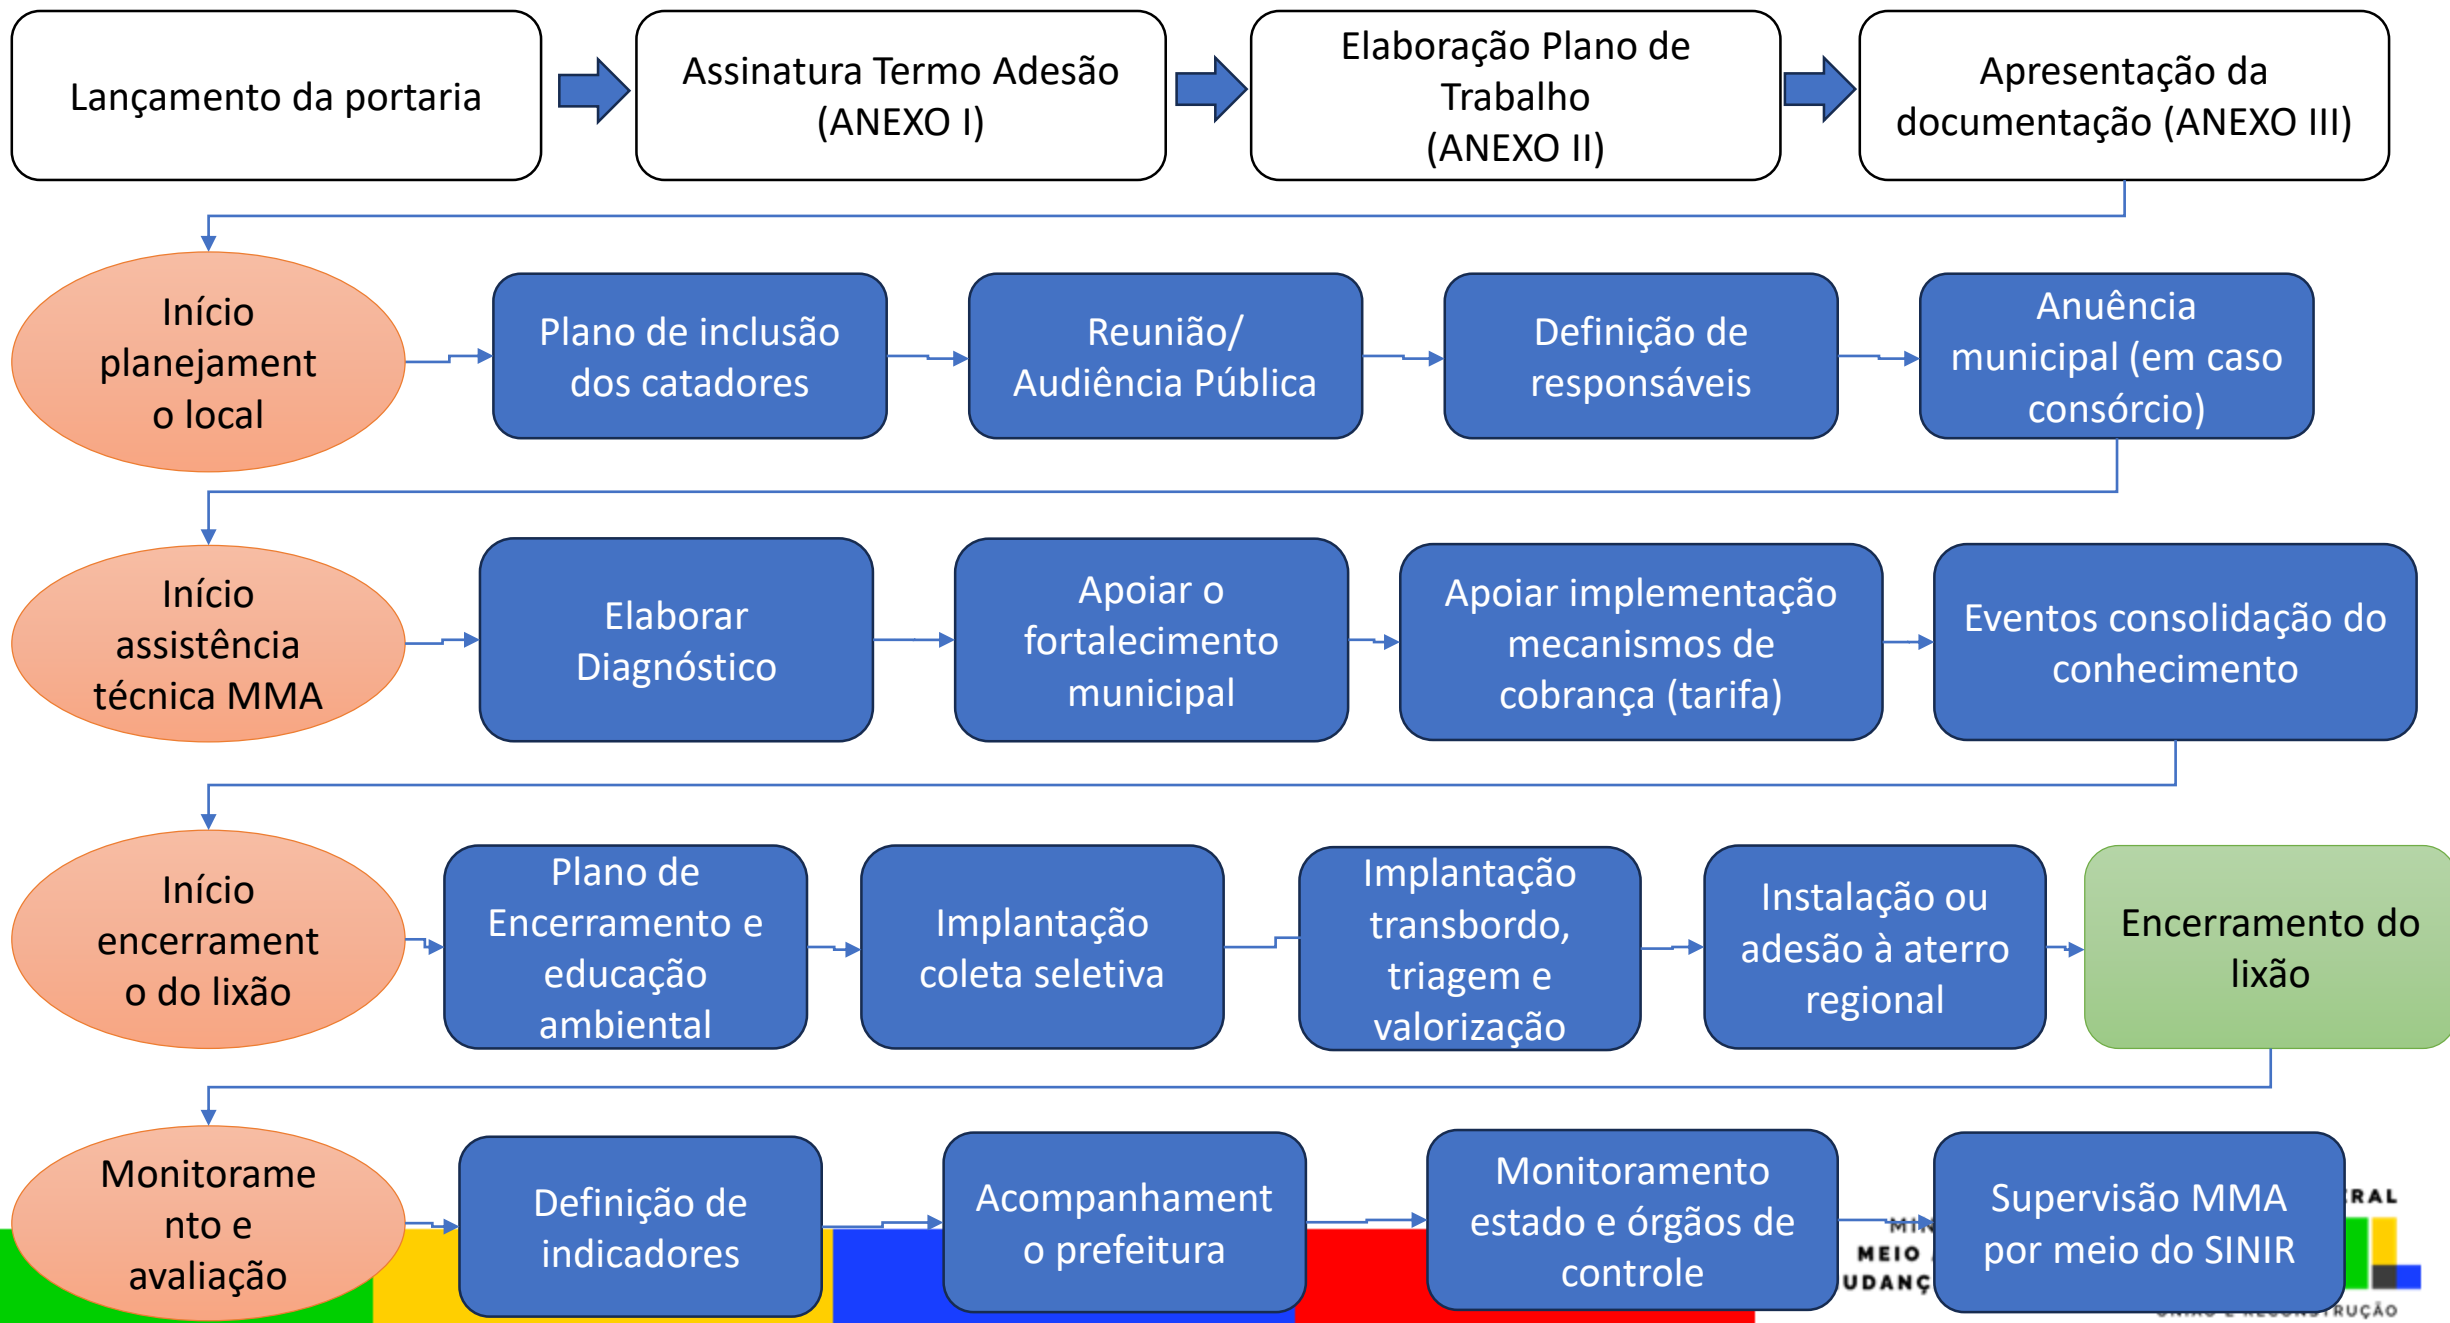 Lançamento da portaria
Assinatura Termo Adesão
(ANEXO I)
Elaboração Plano de
Trabalho
(ANEXO II)
Apresentação da
documentação (ANEXO III)
Início
planejament
o local
Plano de inclusão
dos catadores
Reunião/
Audiência Pública
Definição de
responsáveis
Anuência
municipal (em caso
consórcio)
Início
assistência
técnica MMA
Elaborar
Diagnóstico
Apoiar o
fortalecimento
municipal
Apoiar implementação
mecanismos de
cobrança (tarifa)
Eventos consolidação do
conhecimento
Início
encerrament
o do lixão
Plano de
Encerramento e
educação
ambiental
Implantação
coleta seletiva
Implantação
transbordo,
triagem e
valorização
Instalação ou
adesão à aterro
regional
Encerramento do
lixão
Monitorame
nto e
avaliação
Definição de
indicadores
Acompanhament
o prefeitura
Monitoramento
estado e órgãos de
controle
Supervisão MMA
por meio do SINIR
MEIO